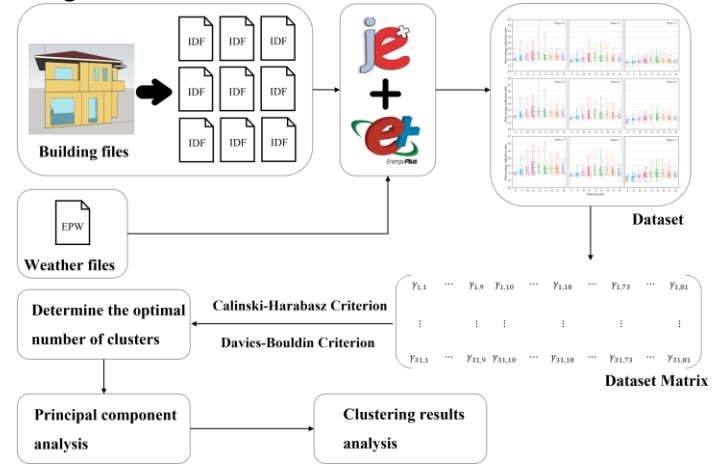 IDF IDF IDF
IDF IDF IDF
IDF IDF IDF
Building files
je+
+
e+
EnergyPlus
Dataset
EPW
Weather files
γ1,1 ⋯ γ1,9 γ1,10 ⋯ γ1,18 ⋯ γ1,73 ⋯ γ1,81
⋮ ⋮ ⋮ ⋮ ⋮ ⋮
γ31,1 ⋯ γ31,9 γ31,10 ⋯ γ31,18 ⋯ γ31,73 ⋯ γ31,81
Dataset Matrix
Calinski-Harabasz Criterion
Davies-Bouldin Criterion
Determine the optimal
number of clusters
Principal component
analysis
Clustering results
analysis